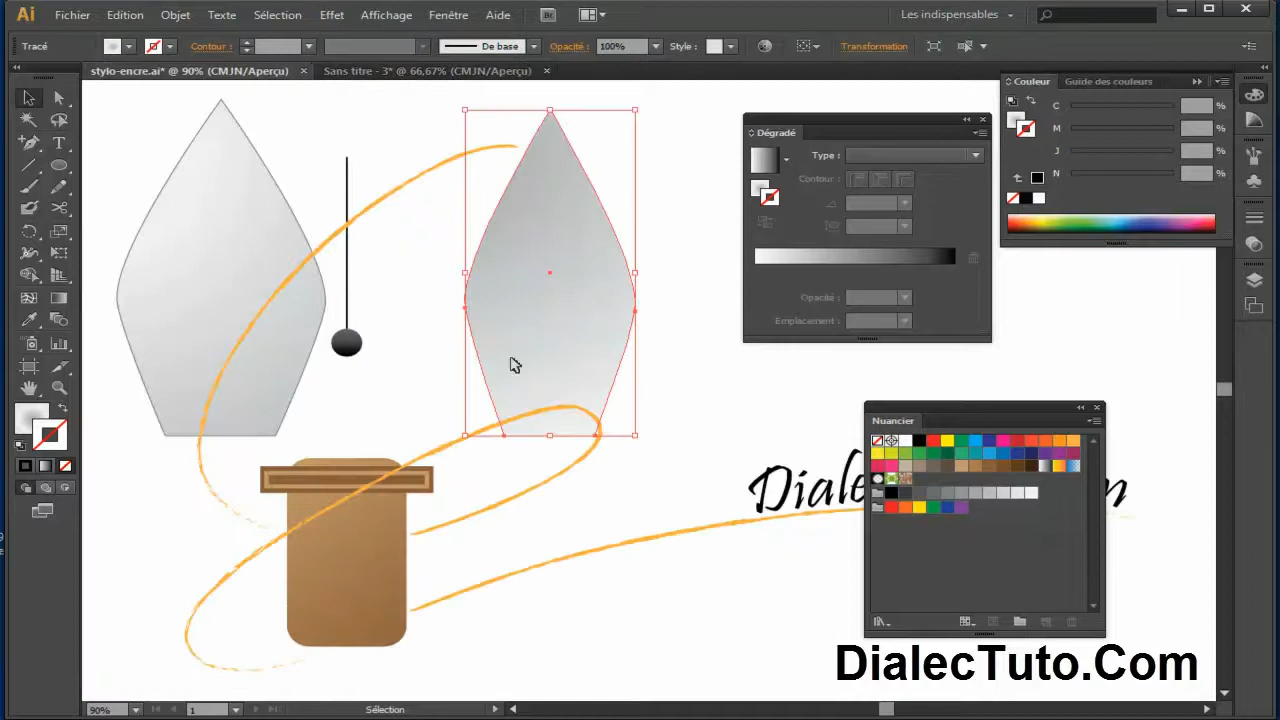 Ai Fichier Edition Objet Texte Sélection Effet Affichage Fenêtre Aide Br Les indispensables
Tracé Contour : De base Opacité : 100% Style : Transformation
stylo-encre.ai* @ 90% (CMJN/Aperçu) × Sans titre - 3* @ 66,67% (CMJN/Aperçu) ×
Couleur Guide des couleurs
C %
M %
J %
N %
Dégradé
Type :
Contour :
Opacité :
Emplacement :
Nuancier
Diale m
DialecTuto.Com
90% 1 Sélection